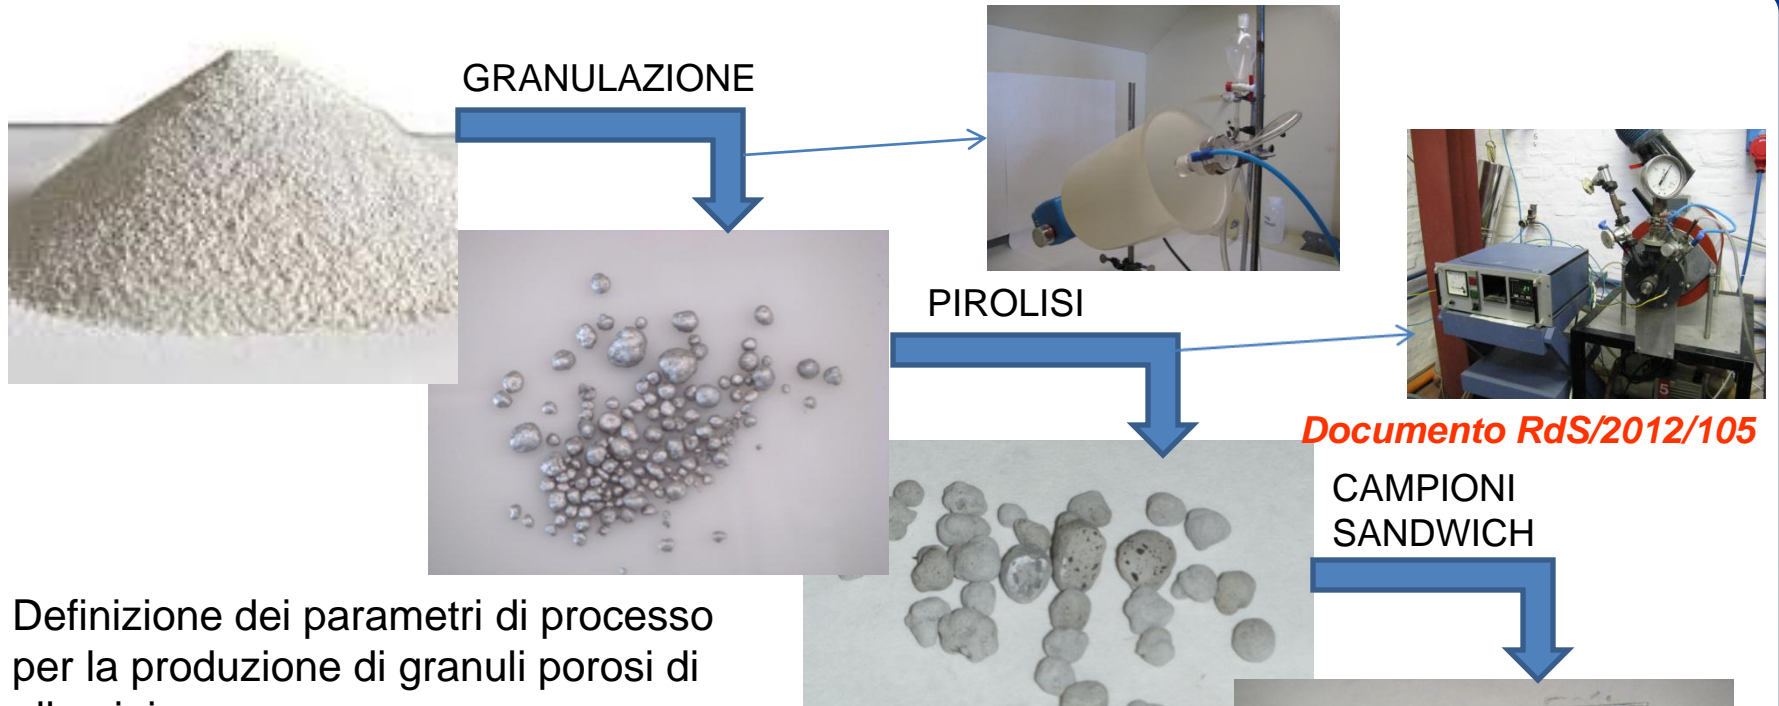 GRANULAZIONE
PIROLISI
Documento RdS/2012/105
CAMPIONI
SANDWICH
Definizione dei parametri di processo
per la produzione di granuli porosi di